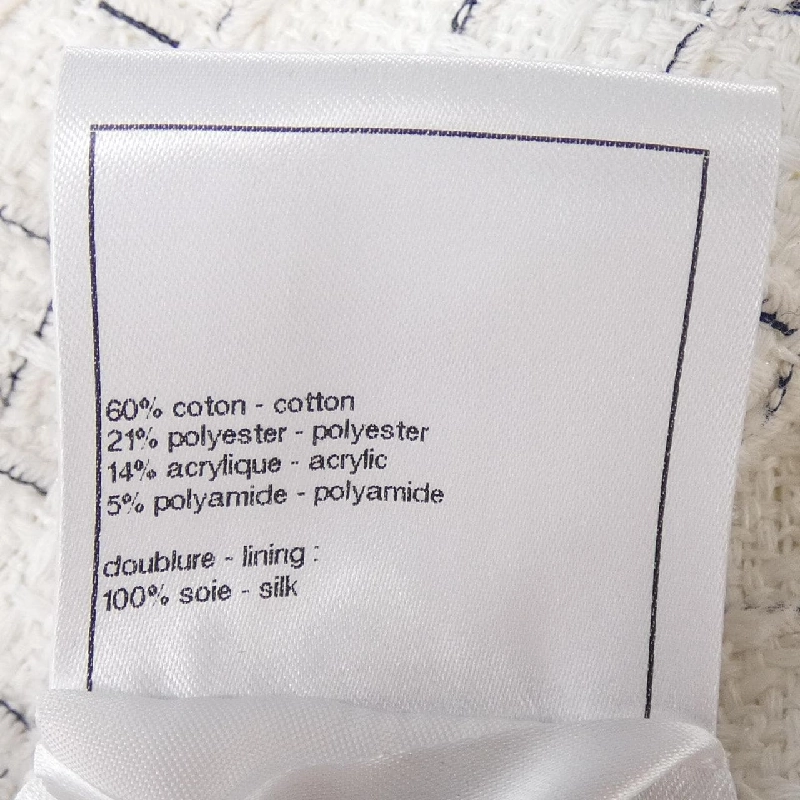 60% coton - cotton
21% polyester - polyester
14% acrylique - acrylic
5% polyamide - polyamide
doublure - lining :
100% soie - silk